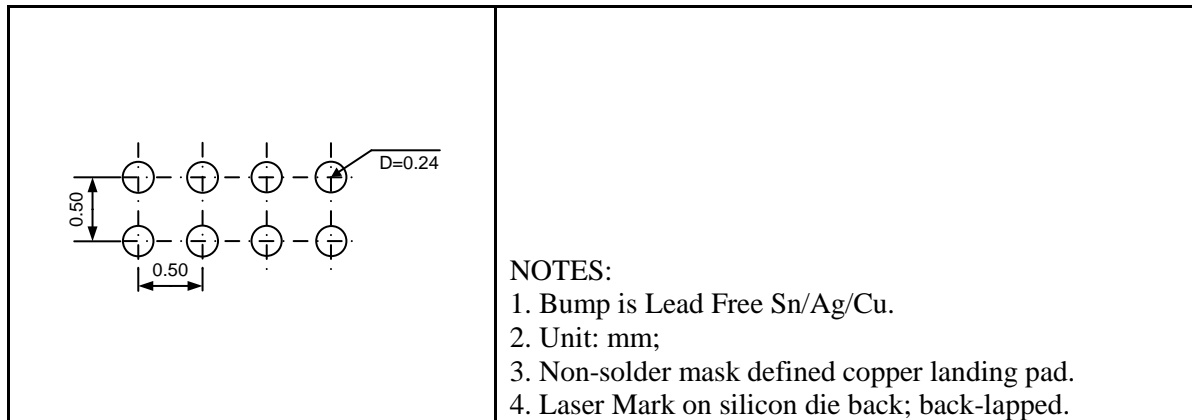 D=0.24
0.50
0.50
NOTES:
1. Bump is Lead Free Sn/Ag/Cu.
2. Unit: mm;
3. Non-solder mask defined copper landing pad.
4. Laser Mark on silicon die back; back-lapped.